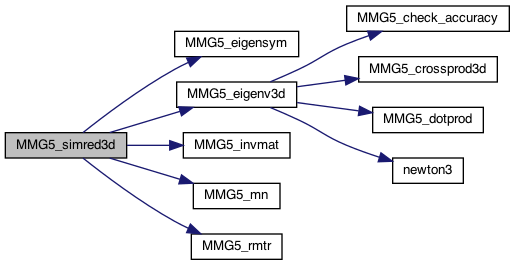 MMG5_simred3d
MMG5_eigensym
MMG5_eigenv3d
MMG5_invmat
MMG5_mn
MMG5_rmtr
MMG5_check_accuracy
MMG5_crossprod3d
MMG5_dotprod
newton3